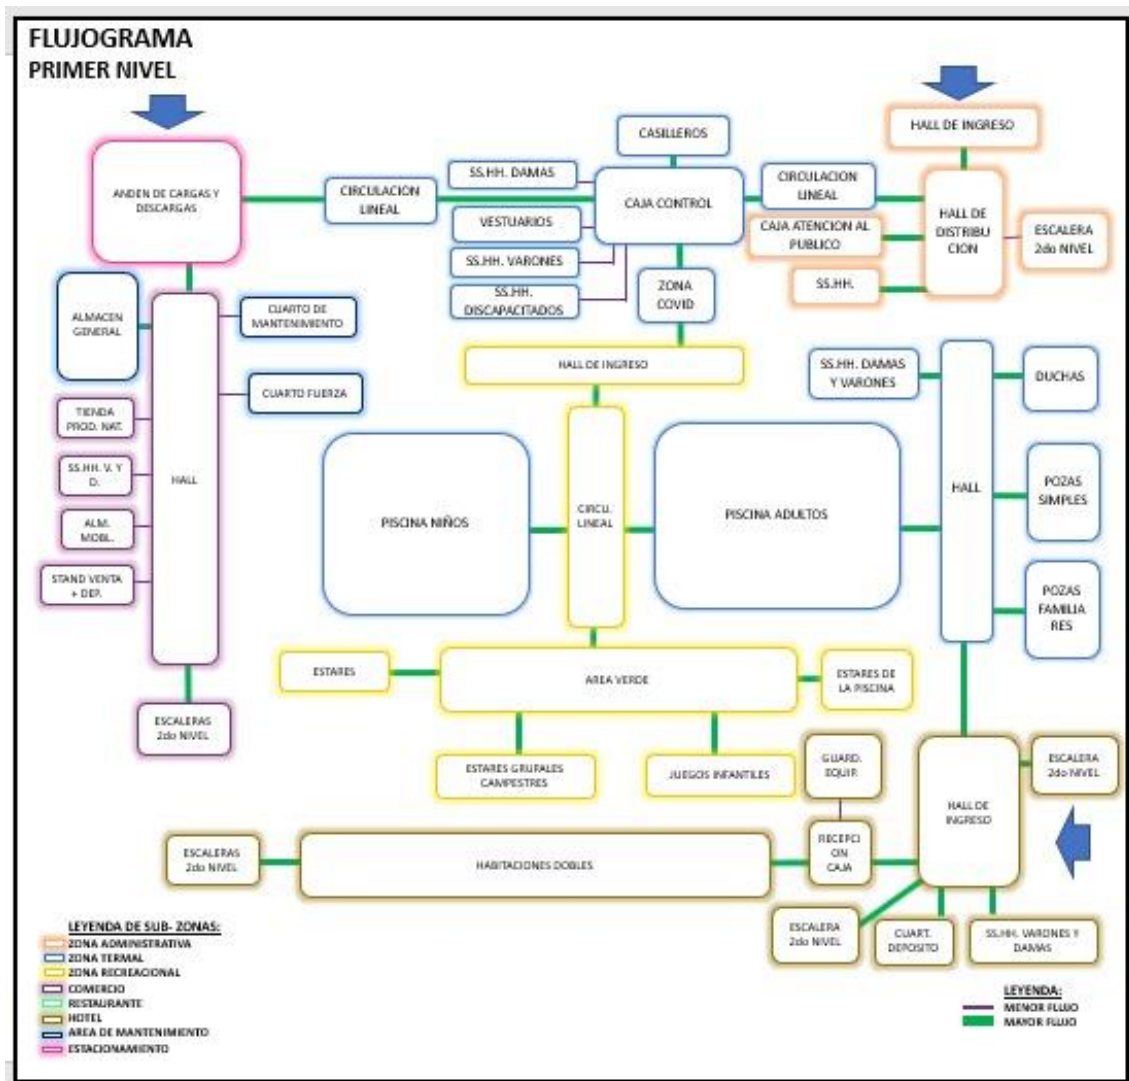 FLUJOGRAMA
PRIMER NIVEL
HALL DE INGRESO
CASILLEROS
ANDEN DE CARGAS Y
DESCARGAS
CIRCULACION
LINEAL
SS.HH. DAMAS
VESTUARIOS
SS.HH. VARONES
SS.HH.
DISCAPACITADOS
CAJA CONTROL
CIRCULACION
LINEAL
CAJA ATENCION AL
PUBLICO
SS.HH.
HALL DE
DISTRIBU
CION
ESCALERA
2do NIVEL
ZONA
COVID
ALMACEN
GENERAL
CUARTO DE
MANTENIMIENTO
CUARTO FUERZA
TIENDA
PROD. NAT.
SS.HH. V. Y
D.
ALM.
MOBL.
STAND VENTA
+ DEP.
HALL
ESCALERAS
2do NIVEL
HALL DE INGRESO
PISCINA NIÑOS
CIRCU.
LINEAL
PISCINA ADULTOS
SS.HH. DAMAS
Y VARONES
HALL
DUCHAS
POZAS
SIMPLES
POZAS
FAMILIA
RES
ESTARES
AREA VERDE
ESTARES DE
LA PISCINA
ESTARES GRUPALES
CAMPESTRES
JUEGOS INFANTILES
GUARD.
EQUIP.
HALL DE
INGRESO
ESCALERA
2do NIVEL
ESCALERAS
2do NIVEL
HABITACIONES DOBLES
RECEPCI
ON
CAJA
ESCALERA
2do NIVEL
CUART.
DEPOSITO
SS.HH. VARONES Y
DAMAS
LEYENDA DE SUB- ZONAS:
ZONA ADMINISTRATIVA
ZONA TERMAL
ZONA RECREACIONAL
COMERCIO
RESTAURANTE
HOTEL
AREA DE MANTENIMIENTO
ESTACIONAMIENTO
LEYENDA:
MENOR FLUJO
MAYOR FLUJO